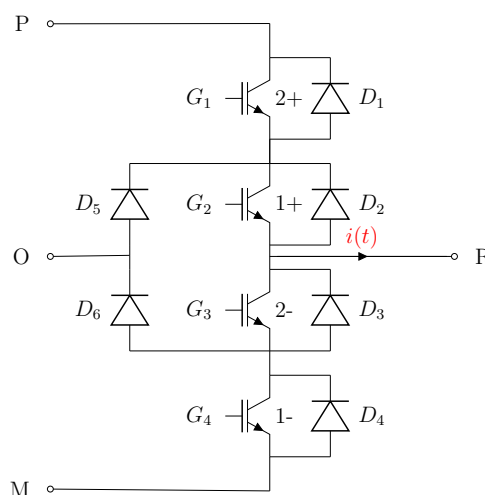 P
G₁ 2+ D₁
D₅ G₂ 1+ D₂
i(t)
O F
D₆ G₃ 2- D₃
G₄ 1- D₄
M